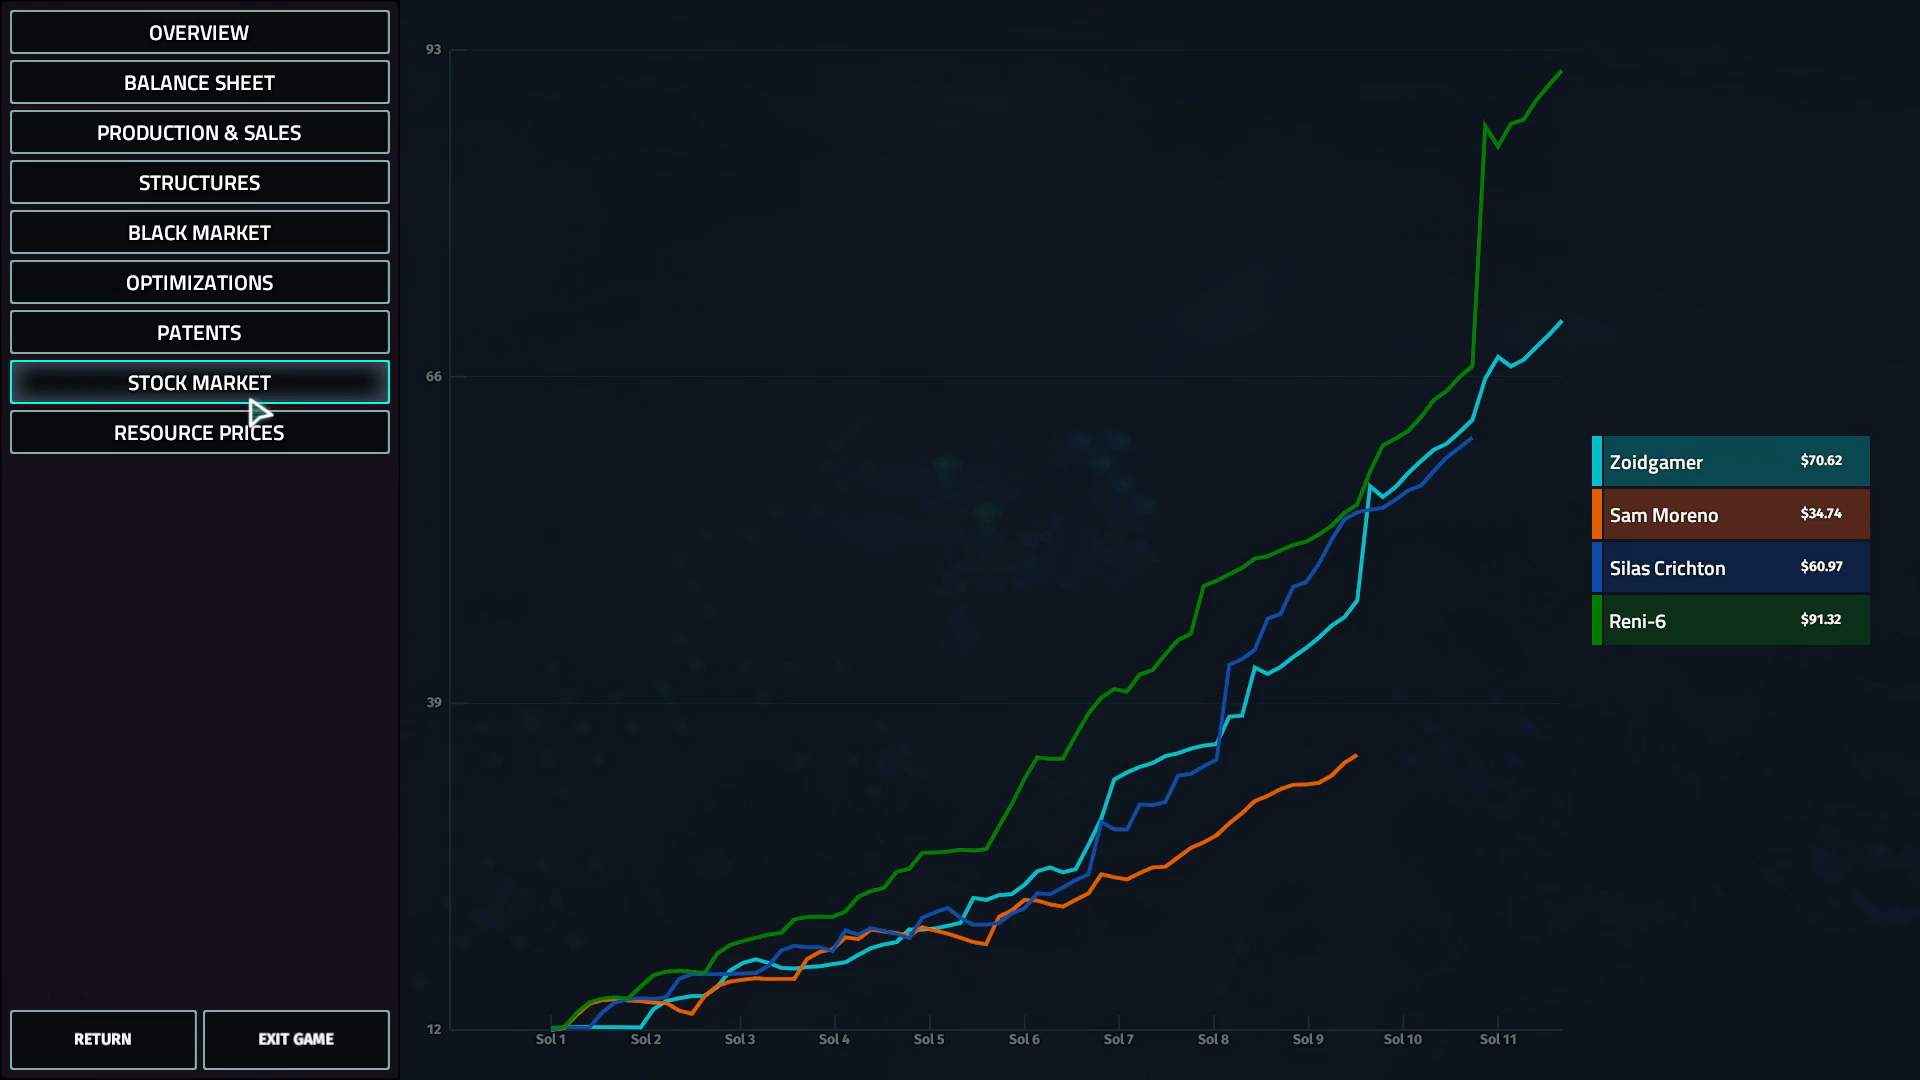 OVERVIEW
BALANCE SHEET
PRODUCTION & SALES
STRUCTURES
BLACK MARKET
OPTIMIZATIONS
PATENTS
STOCK MARKET
RESOURCE PRICES
RETURN
EXIT GAME
93
66
39
12
Sol 1
Sol 2
Sol 3
Sol 4
Sol 5
Sol 6
Sol 7
Sol 8
Sol 9
Sol 10
Sol 11
Zoidgamer $70.62
Sam Moreno $34.74
Silas Crichton $60.97
Reni-6 $91.32